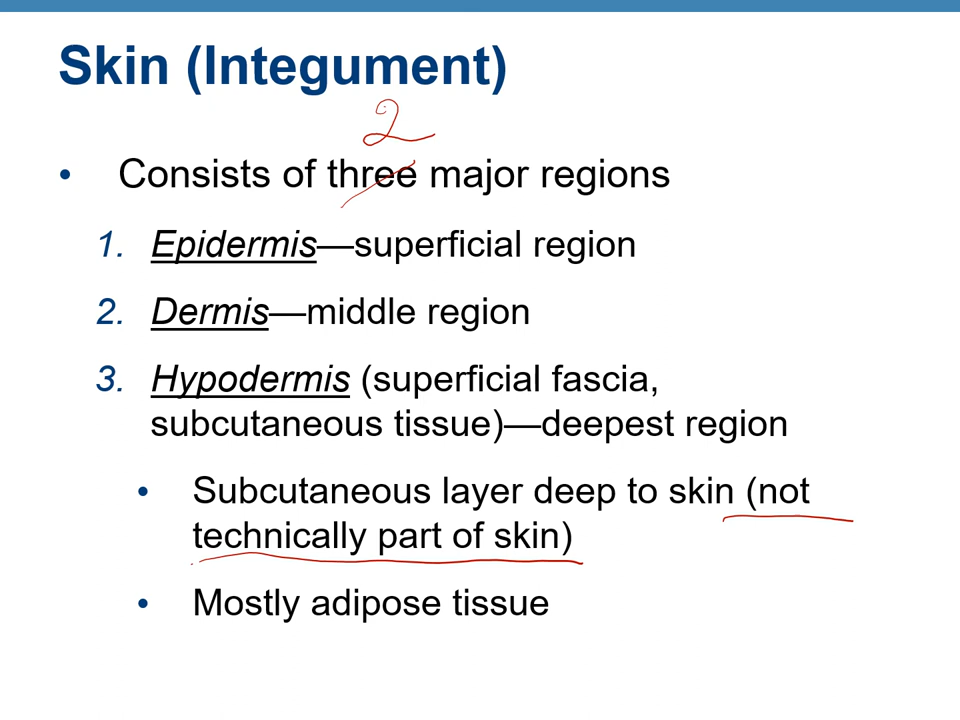 Skin (Integument)
2
• Consists of three major regions
1. Epidermis—superficial region
2. Dermis—middle region
3. Hypodermis (superficial fascia,
subcutaneous tissue)—deepest region
• Subcutaneous layer deep to skin (not
technically part of skin)
• Mostly adipose tissue